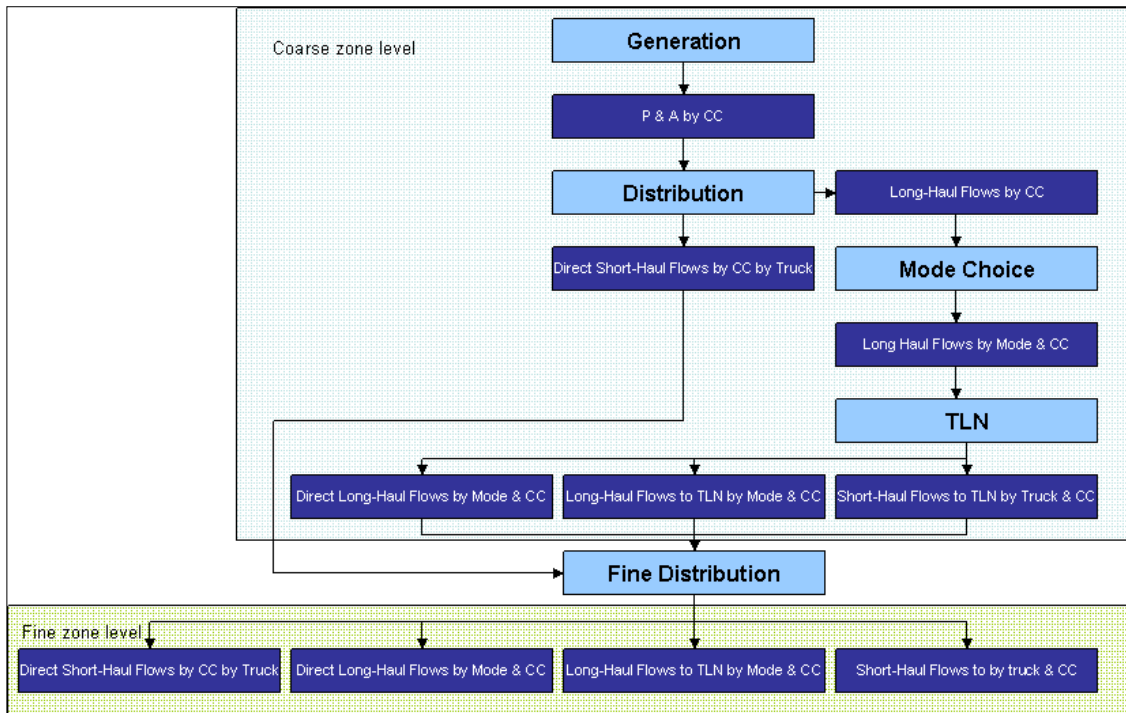 Coarse zone level
Generation
P & A by CC
Distribution
Long-Haul Flows by CC
Direct Short-Haul Flows by CC by Truck
Mode Choice
Long Haul Flows by Mode & CC
TLN
Direct Long-Haul Flows by Mode & CC
Long-Haul Flows to TLN by Mode & CC
Short-Haul Flows to TLN by Truck & CC
Fine Distribution
Fine zone level
Direct Short-Haul Flows by CC by Truck
Direct Long-Haul Flows by Mode & CC
Long-Haul Flows to TLN by Mode & CC
Short-Haul Flows to by truck & CC